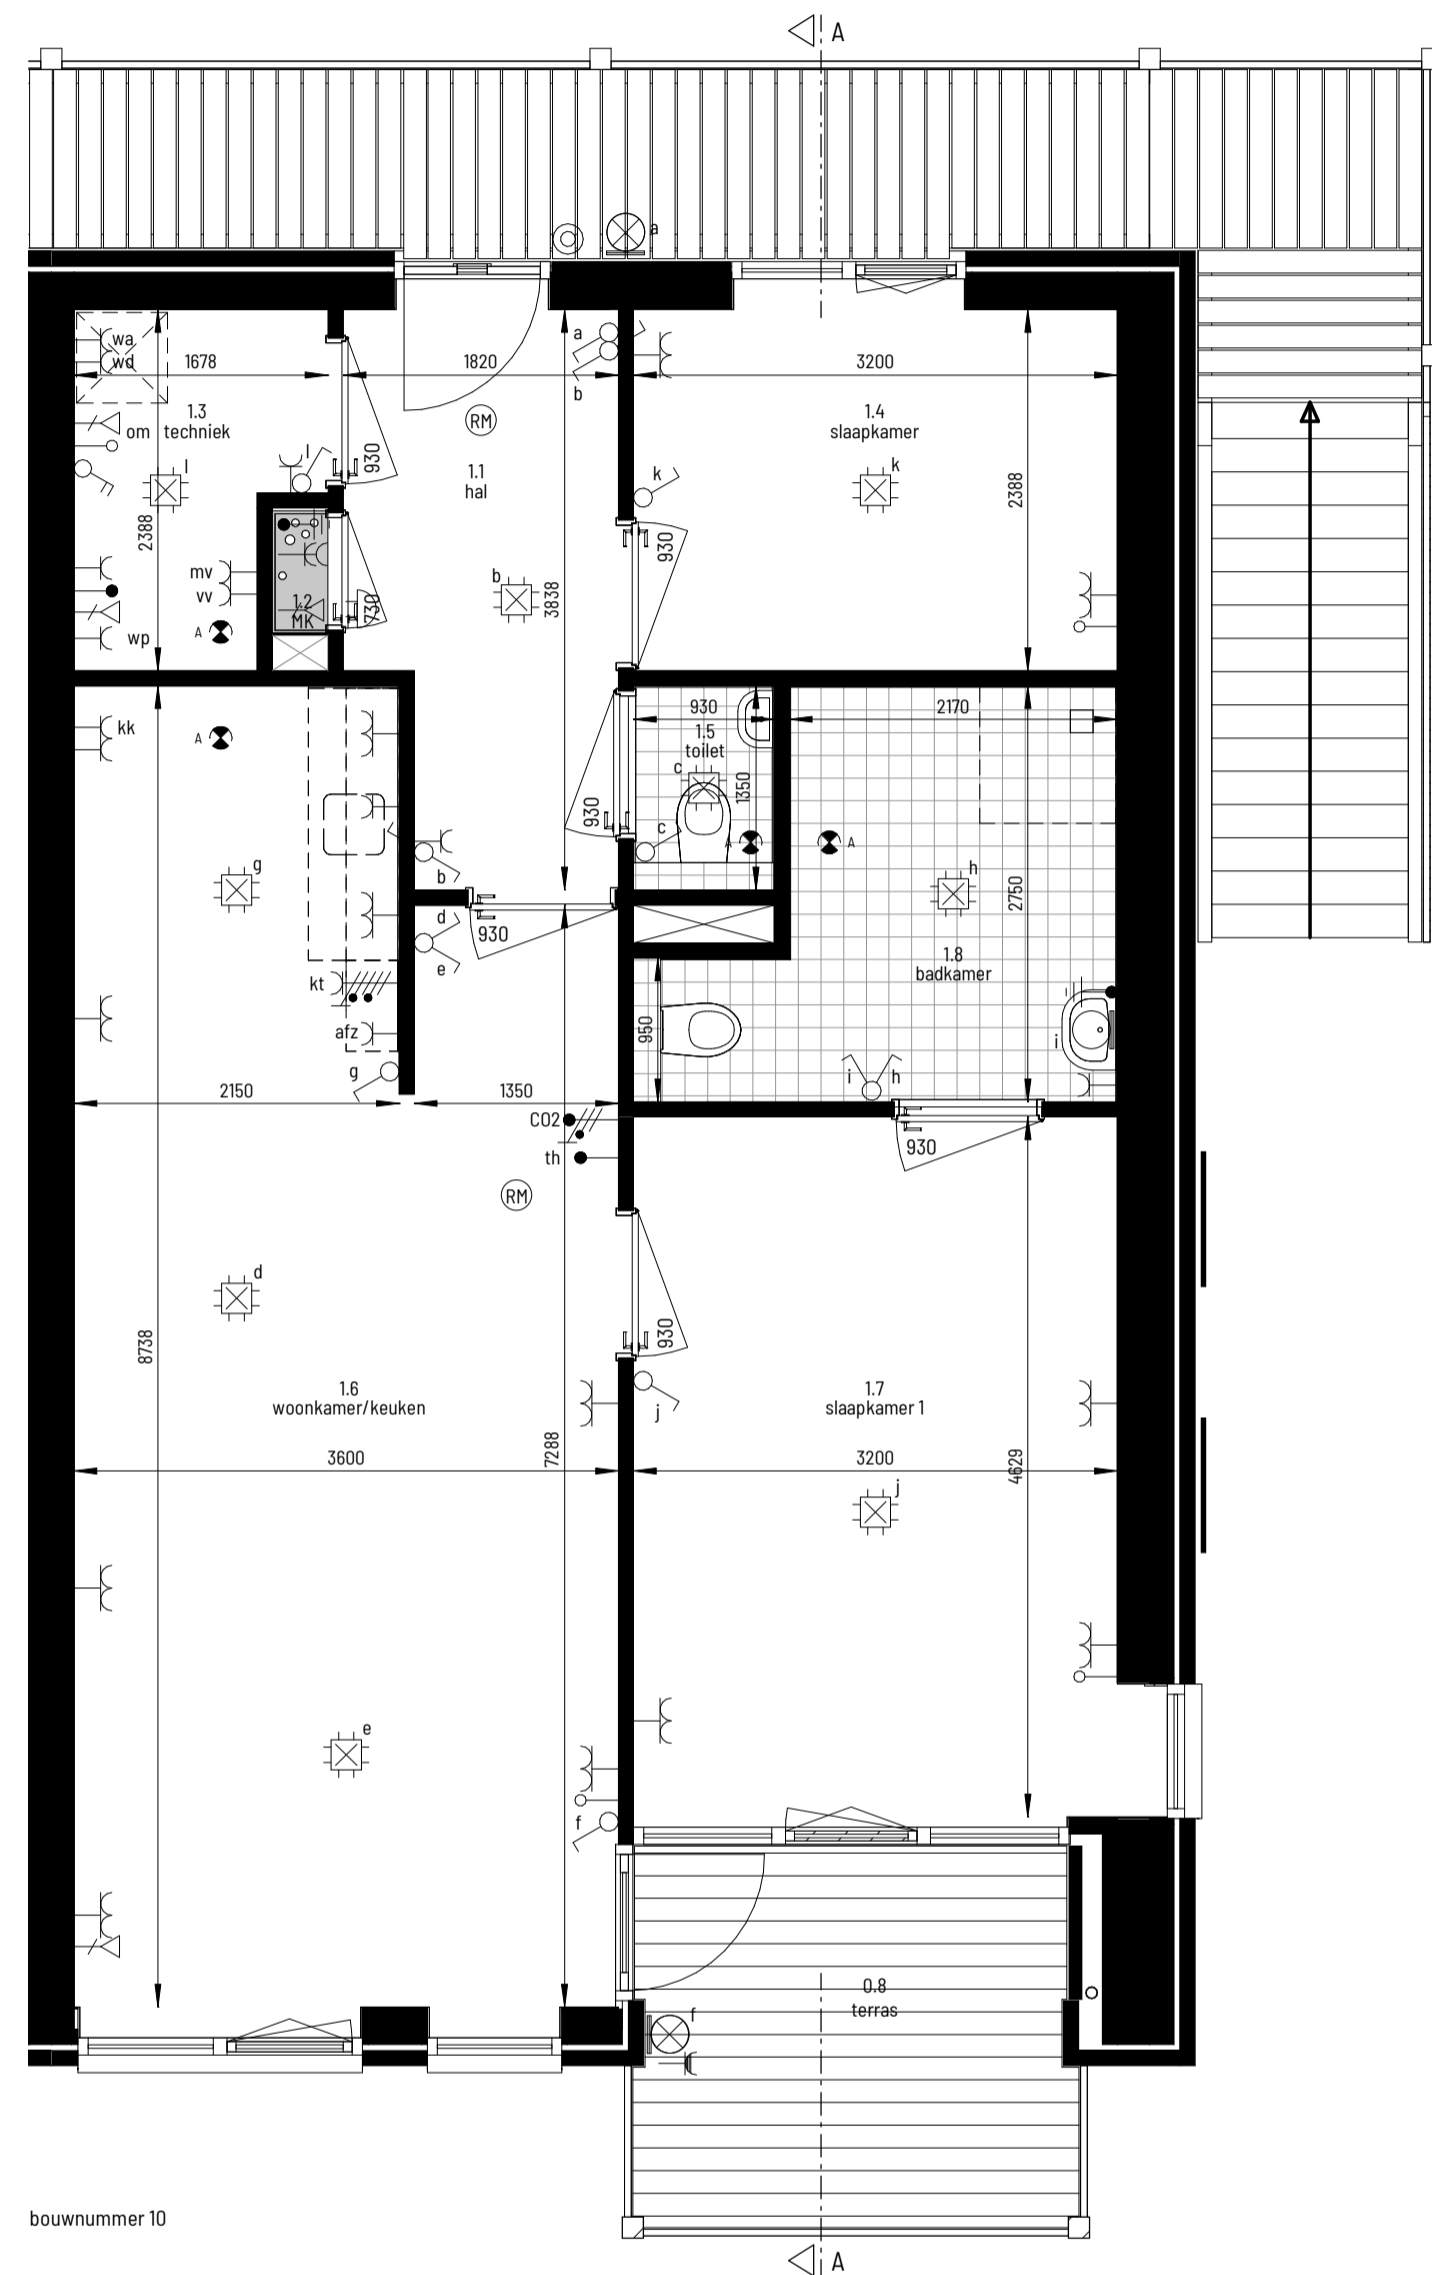 A
a
wa
wd
1678
1820
a
b
3200
1.3
om techniek
l
l
930
RM
1.1
hal
1.4
slaapkamer
k
k
2388
2388
930
mv
vv
1.2
MK
730
b
3838
A
wp
kk
A
930
1.5
toilet
c
1350
2170
930
c
A
A
g
b
h
2750
d
930
e
1.8
badkamer
kt
afz
950
i
g
i
h
2150
1350
CO2
th
930
RM
d
8738
930
1.6
woonkamer/keuken
j
1.7
slaapkamer 1
3600
7288
3200
4629
j
e
f
0.8
terras
f
bouwnummer 10
A